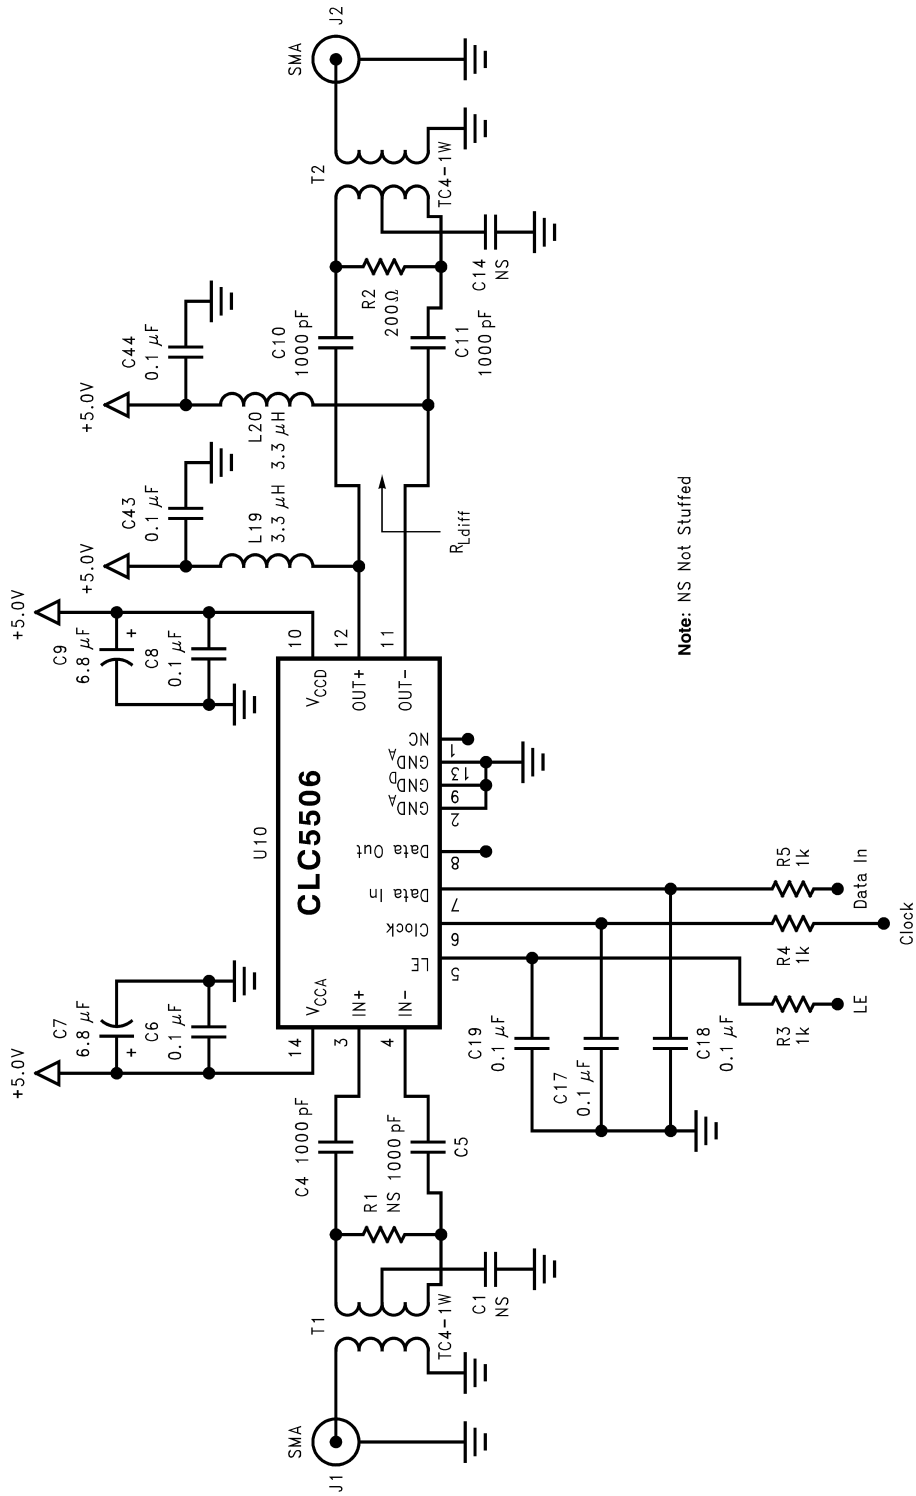 +5.0V
+5.0V
+5.0V
+5.0V
C7
6.8 μF
+
C6
0.1 μF
C9
6.8 μF
+
C8
0.1 μF
C43
0.1 μF
C44
0.1 μF
L19
3.3 μH
L20
3.3 μH
U10
CLC5506
14
VCCA
VCCD
10
3
IN+
OUT+
12
4
IN-
OUT-
11
LE
Clock
Data In
Data Out
GNDA
GNDD
GNDA
NC
5
6
7
8
2
9
13
1
SMA
J1
T1
TC4-1W
C1
NS
R1
NS
C4 1000 pF
1000 pF
C5
RLdiff
C10
1000 pF
C11
1000 pF
R2
200Ω
C14
NS
T2
TC4-1W
SMA
J2
C19
0.1 μF
C17
0.1 μF
C18
0.1 μF
R3
1k
LE
R4
1k
Clock
R5
1k
Data In
Note: NS Not Stuffed